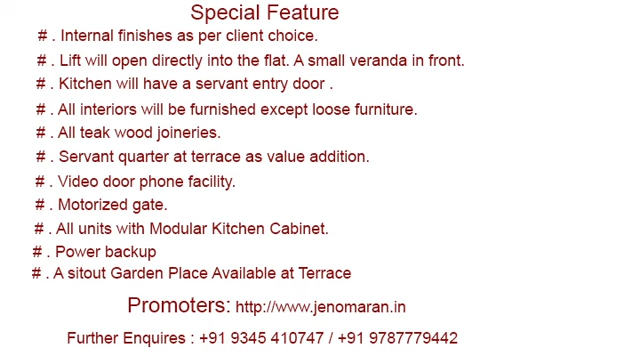 Special Feature
# . Internal finishes as per client choice.
# . Lift will open directly into the flat. A small veranda in front.
# . Kitchen will have a servant entry door .
# . All interiors will be furnished except loose furniture.
# . All teak wood joineries.
# . Servant quarter at terrace as value addition.
# . Video door phone facility.
# . Motorized gate.
# . All units with Modular Kitchen Cabinet.
# . Power backup
# . A sitout Garden Place Available at Terrace
Promoters: http://www.jenomaran.in
Further Enquires : +91 9345 410747 / +91 9787779442